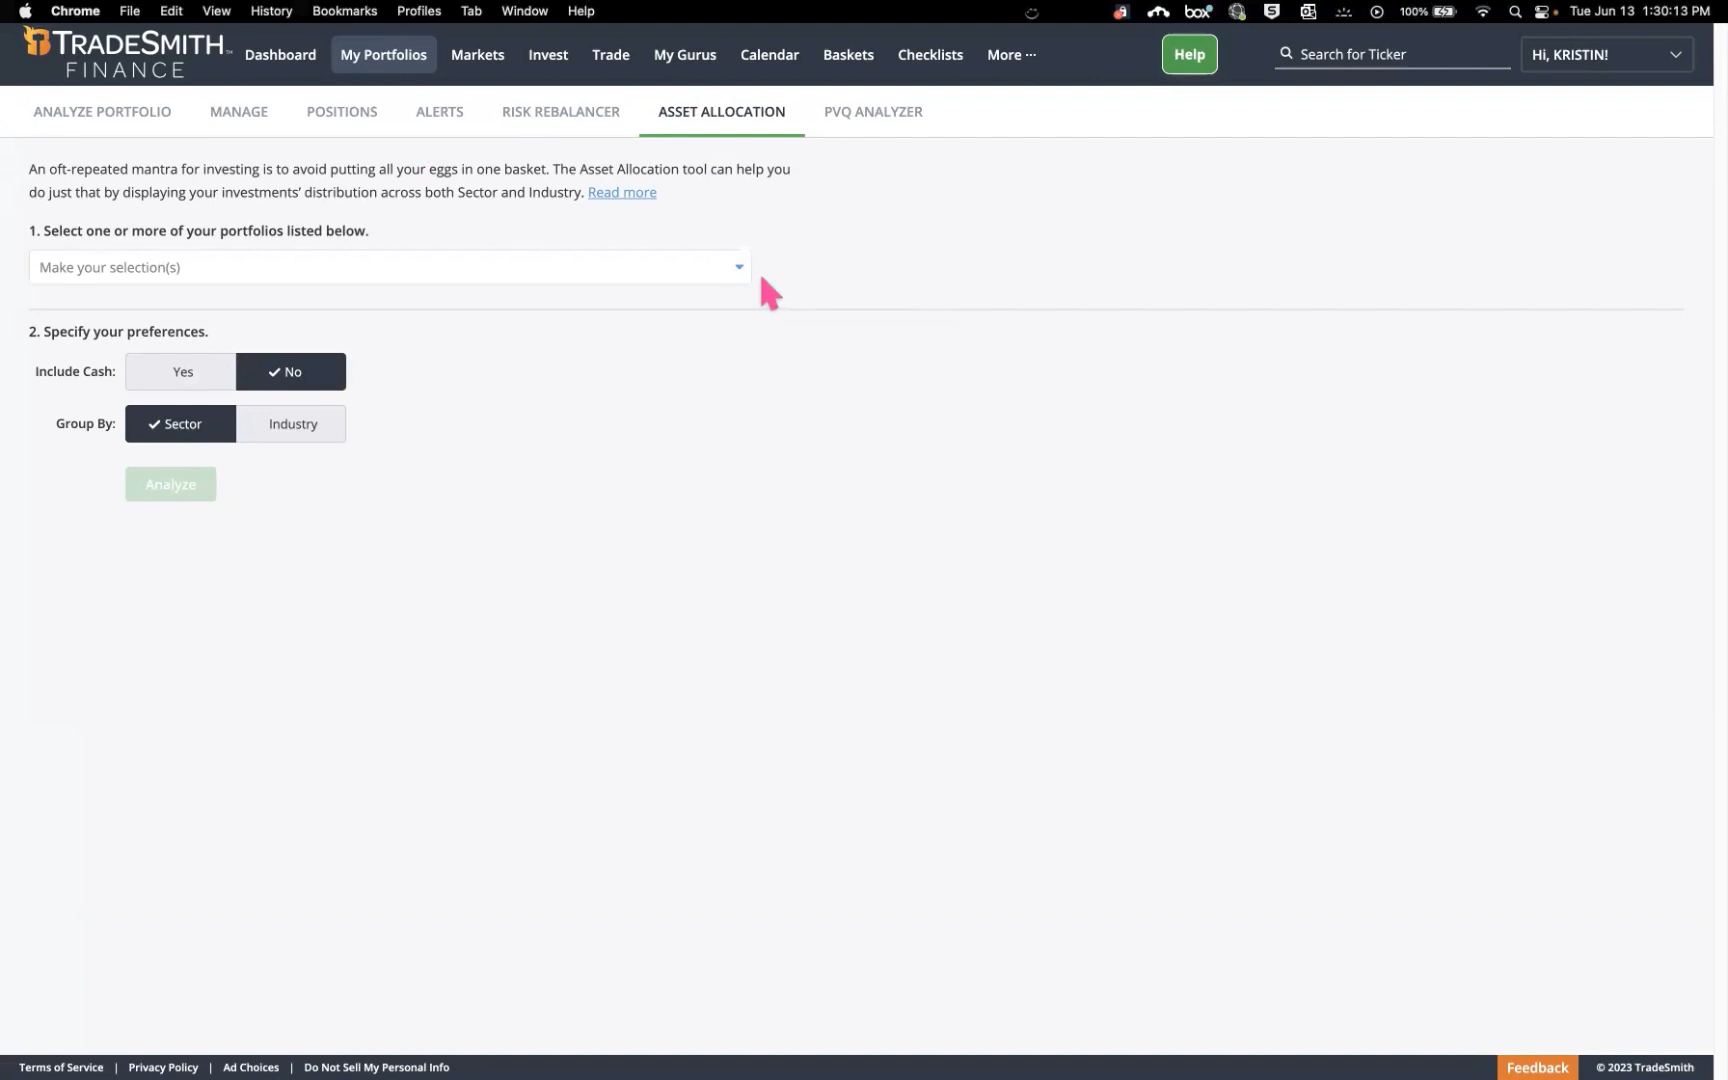 Chrome File Edit View History Bookmarks Profiles Tab Window Help box 100% Tue Jun 13 1:30:13 PM
TRADESMITH™ FINANCE
Dashboard My Portfolios Markets Invest Trade My Gurus Calendar Baskets Checklists More ··· Help Search for Ticker Hi, KRISTIN!
ANALYZE PORTFOLIO MANAGE POSITIONS ALERTS RISK REBALANCER ASSET ALLOCATION PVQ ANALYZER
An oft-repeated mantra for investing is to avoid putting all your eggs in one basket. The Asset Allocation tool can help you
do just that by displaying your investments’ distribution across both Sector and Industry. Read more
1. Select one or more of your portfolios listed below.
Make your selection(s)
2. Specify your preferences.
Include Cash: Yes No
Group By: Sector Industry
Analyze
Terms of Service | Privacy Policy | Ad Choices | Do Not Sell My Personal Info Feedback © 2023 TradeSmith